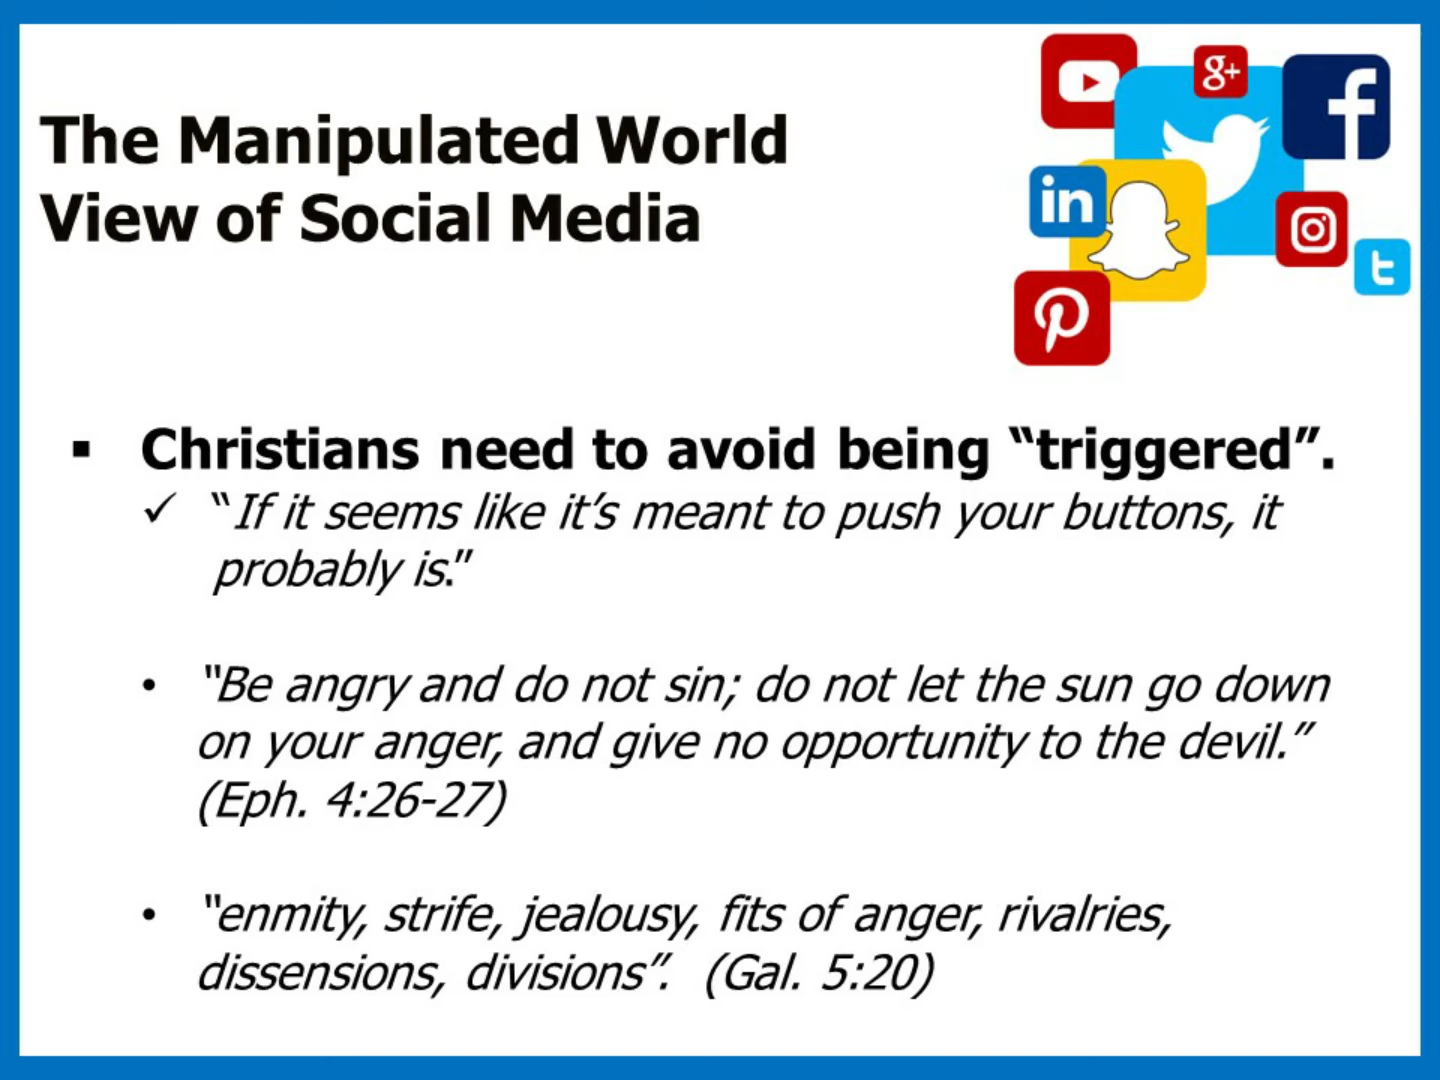 The Manipulated World
View of Social Media
g+
f
in
t
▪ Christians need to avoid being “triggered”.
✓ “If it seems like it’s meant to push your buttons, it
probably is.”
• “Be angry and do not sin; do not let the sun go down
on your anger, and give no opportunity to the devil.”
(Eph. 4:26-27)
• “enmity, strife, jealousy, fits of anger, rivalries,
dissensions, divisions”. (Gal. 5:20)